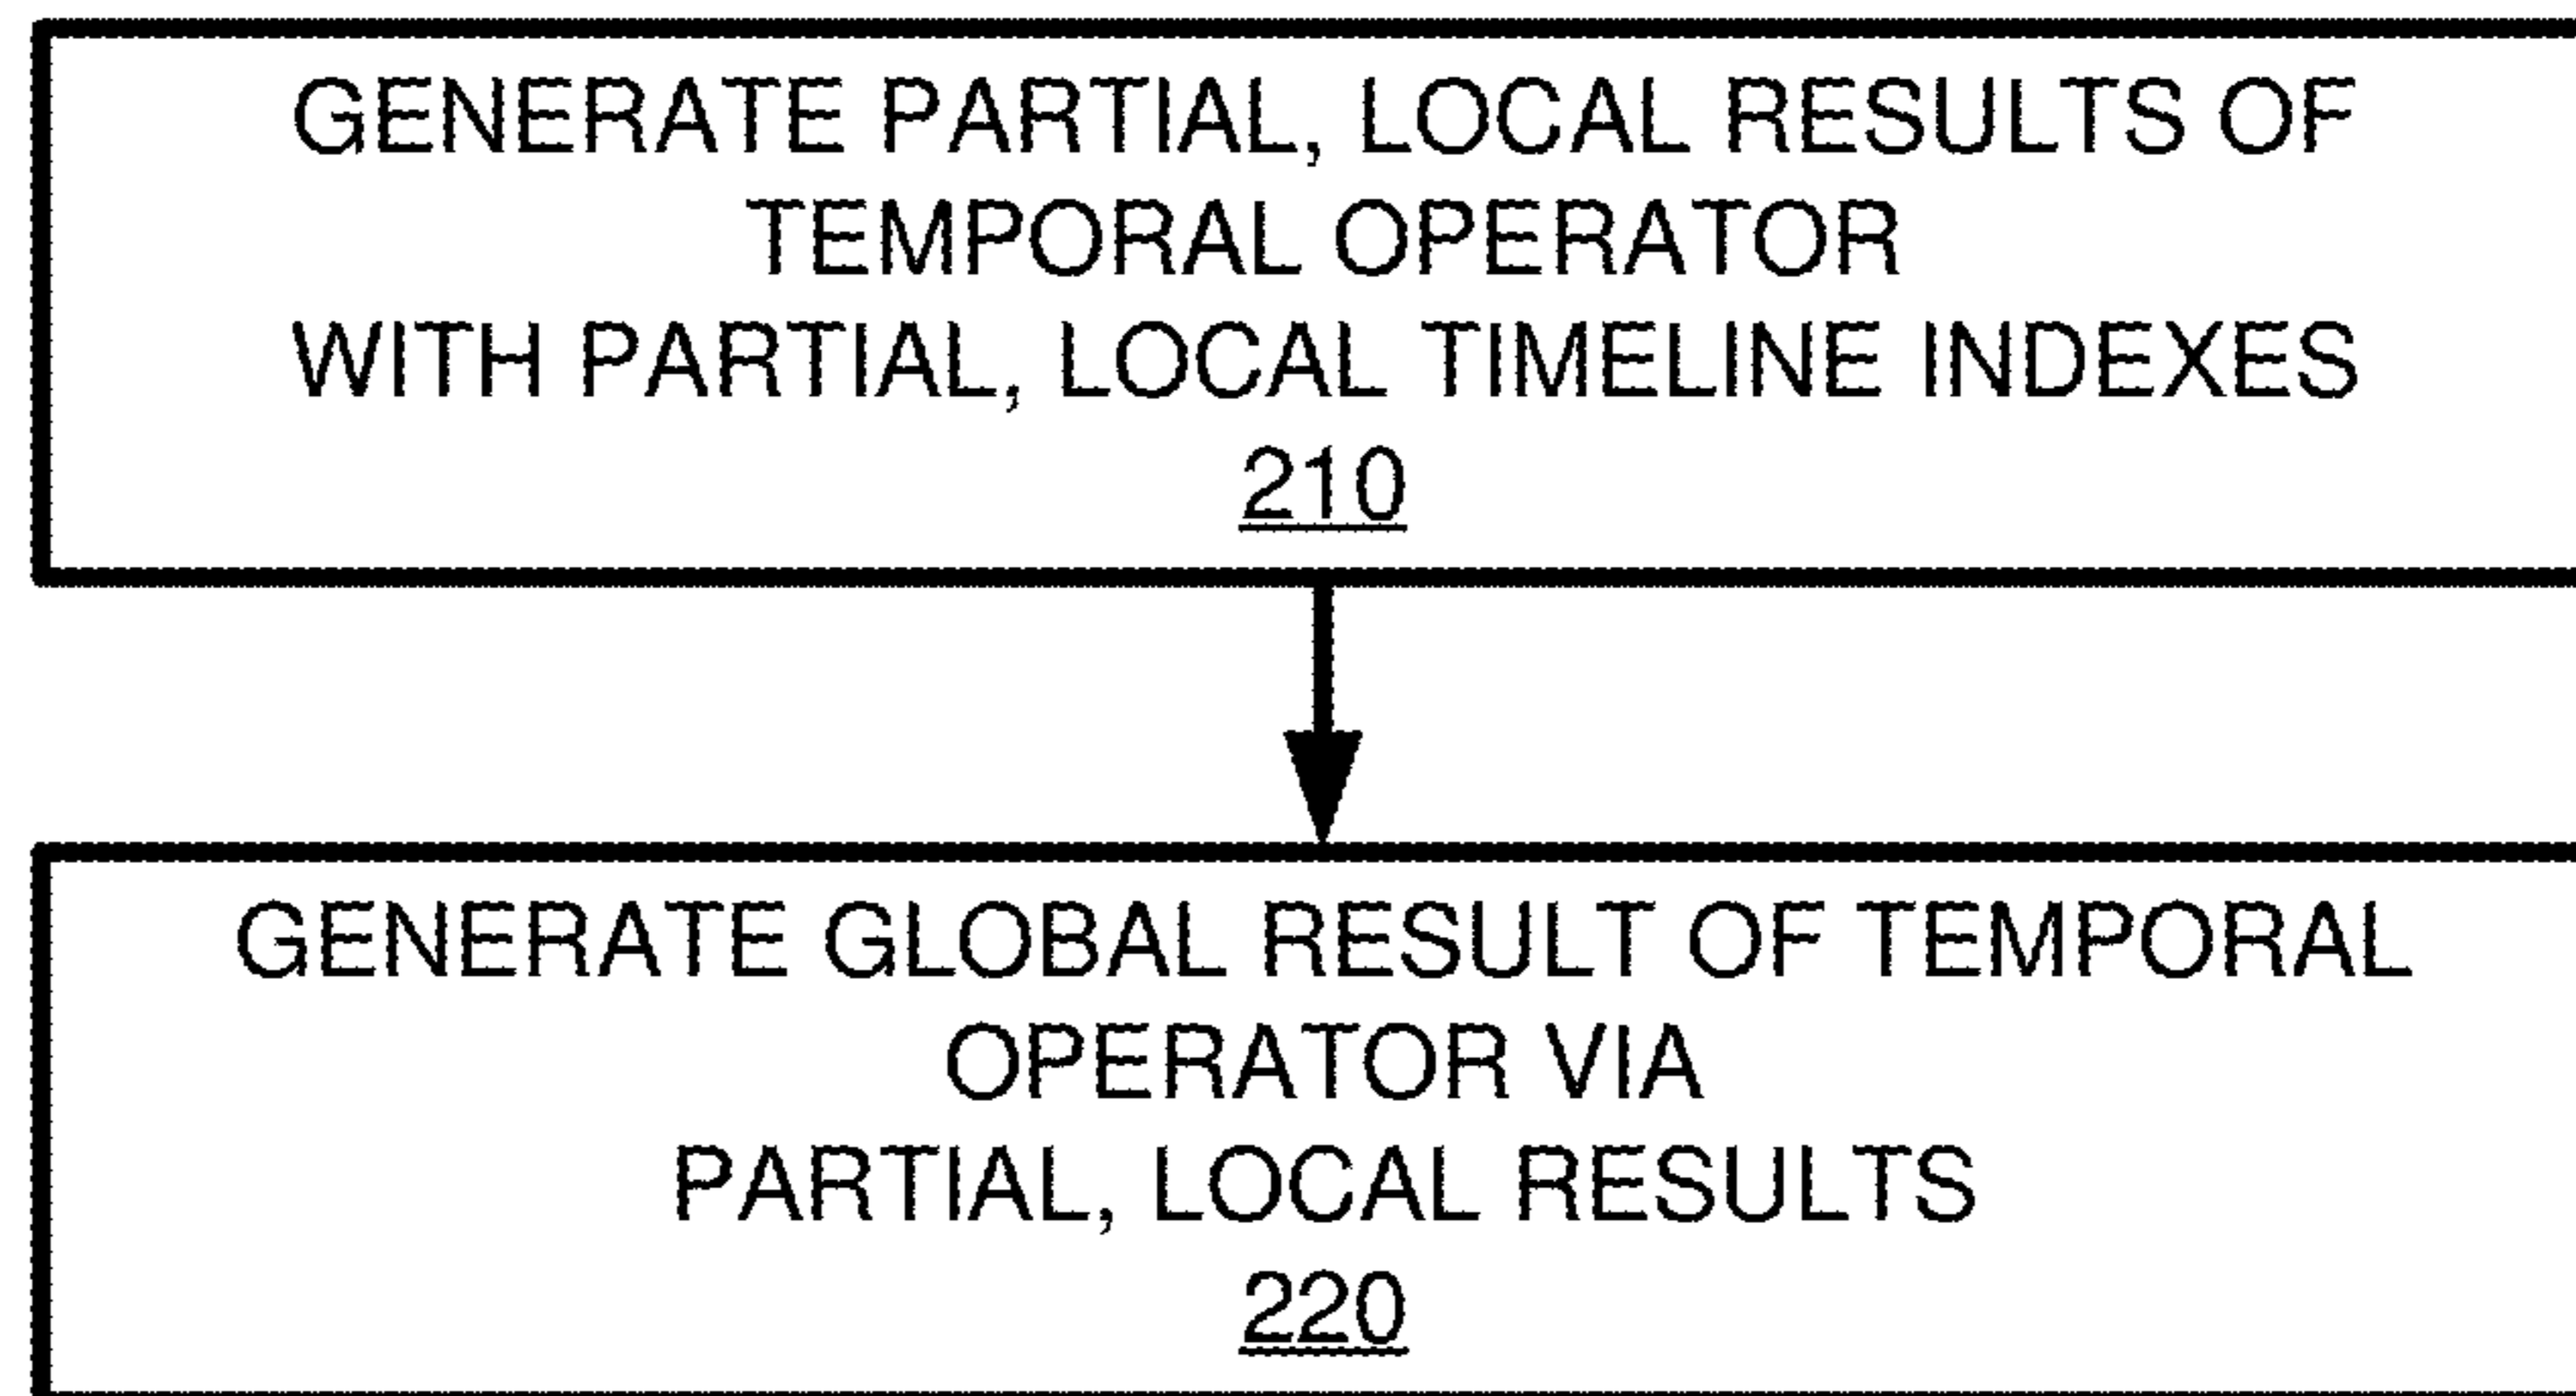 GENERATE PARTIAL, LOCAL RESULTS OF
TEMPORAL OPERATOR
WITH PARTIAL, LOCAL TIMELINE INDEXES
210
GENERATE GLOBAL RESULT OF TEMPORAL
OPERATOR VIA
PARTIAL, LOCAL RESULTS
220